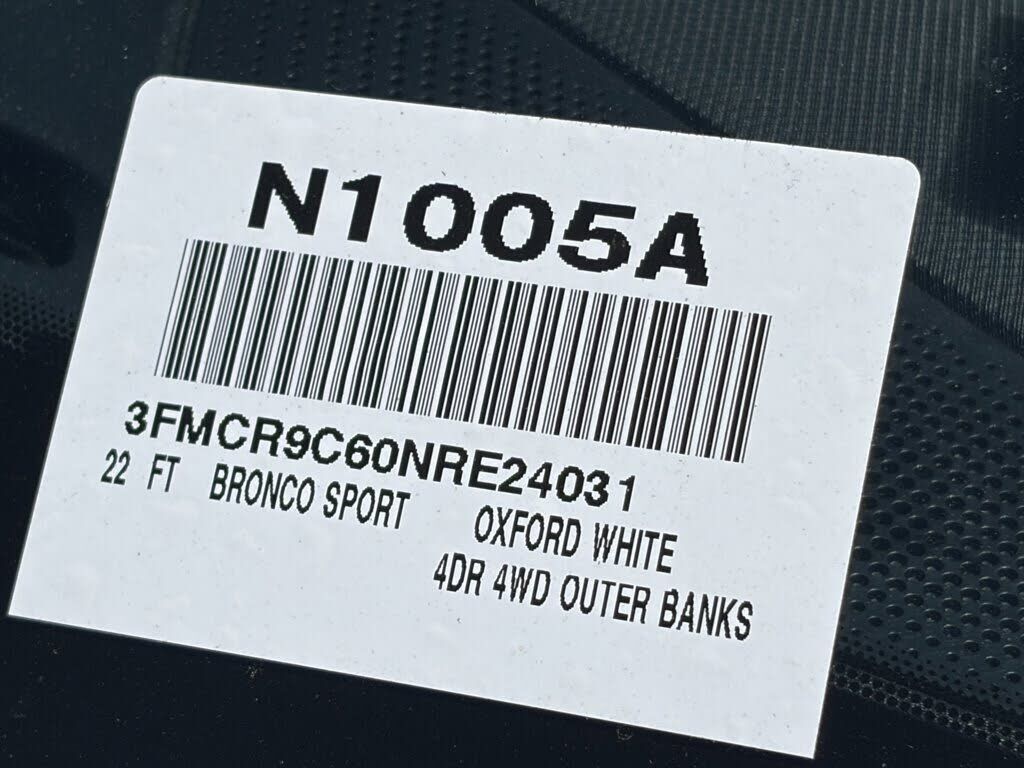 N1005A
3FMCR9C60NRE24031
22 FT BRONCO SPORT OXFORD WHITE
4DR 4WD OUTER BANKS